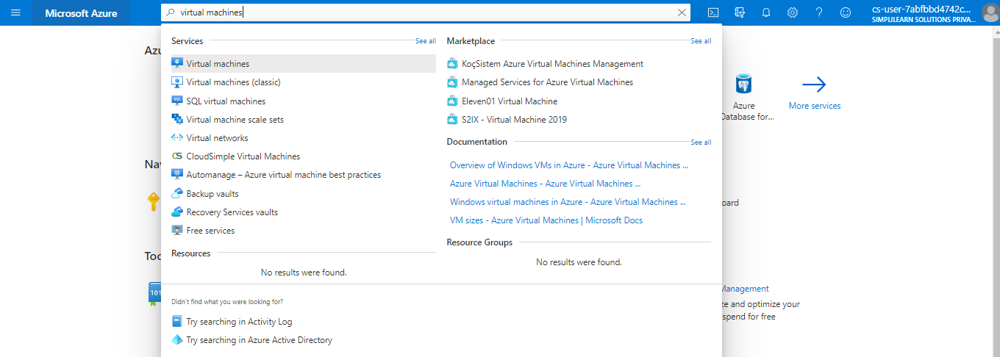 Microsoft Azure
virtual machines
cs-user-7abfbbd4742c...
SIMPLILEARN SOLUTIONS PRIVA...
Services
See all
Virtual machines
Virtual machines (classic)
SQL virtual machines
Virtual machine scale sets
Virtual networks
CloudSimple Virtual Machines
Automanage – Azure virtual machine best practices
Backup vaults
Recovery Services vaults
Free services
Resources
No results were found.
Marketplace
See all
KoçSistem Azure Virtual Machines Management
Managed Services for Azure Virtual Machines
Eleven01 Virtual Machine
S2IX - Virtual Machine 2019
Documentation
See all
Overview of Windows VMs in Azure - Azure Virtual Machines ...
Azure Virtual Machines - Azure Virtual Machines ...
Windows virtual machines in Azure - Azure Virtual Machines ...
VM sizes - Azure Virtual Machines | Microsoft Docs
Resource Groups
No results were found.
Didn't find what you were looking for?
Try searching in Activity Log
Try searching in Azure Active Directory
Azure
Database for...
More services
Management
optimize your
spend for free